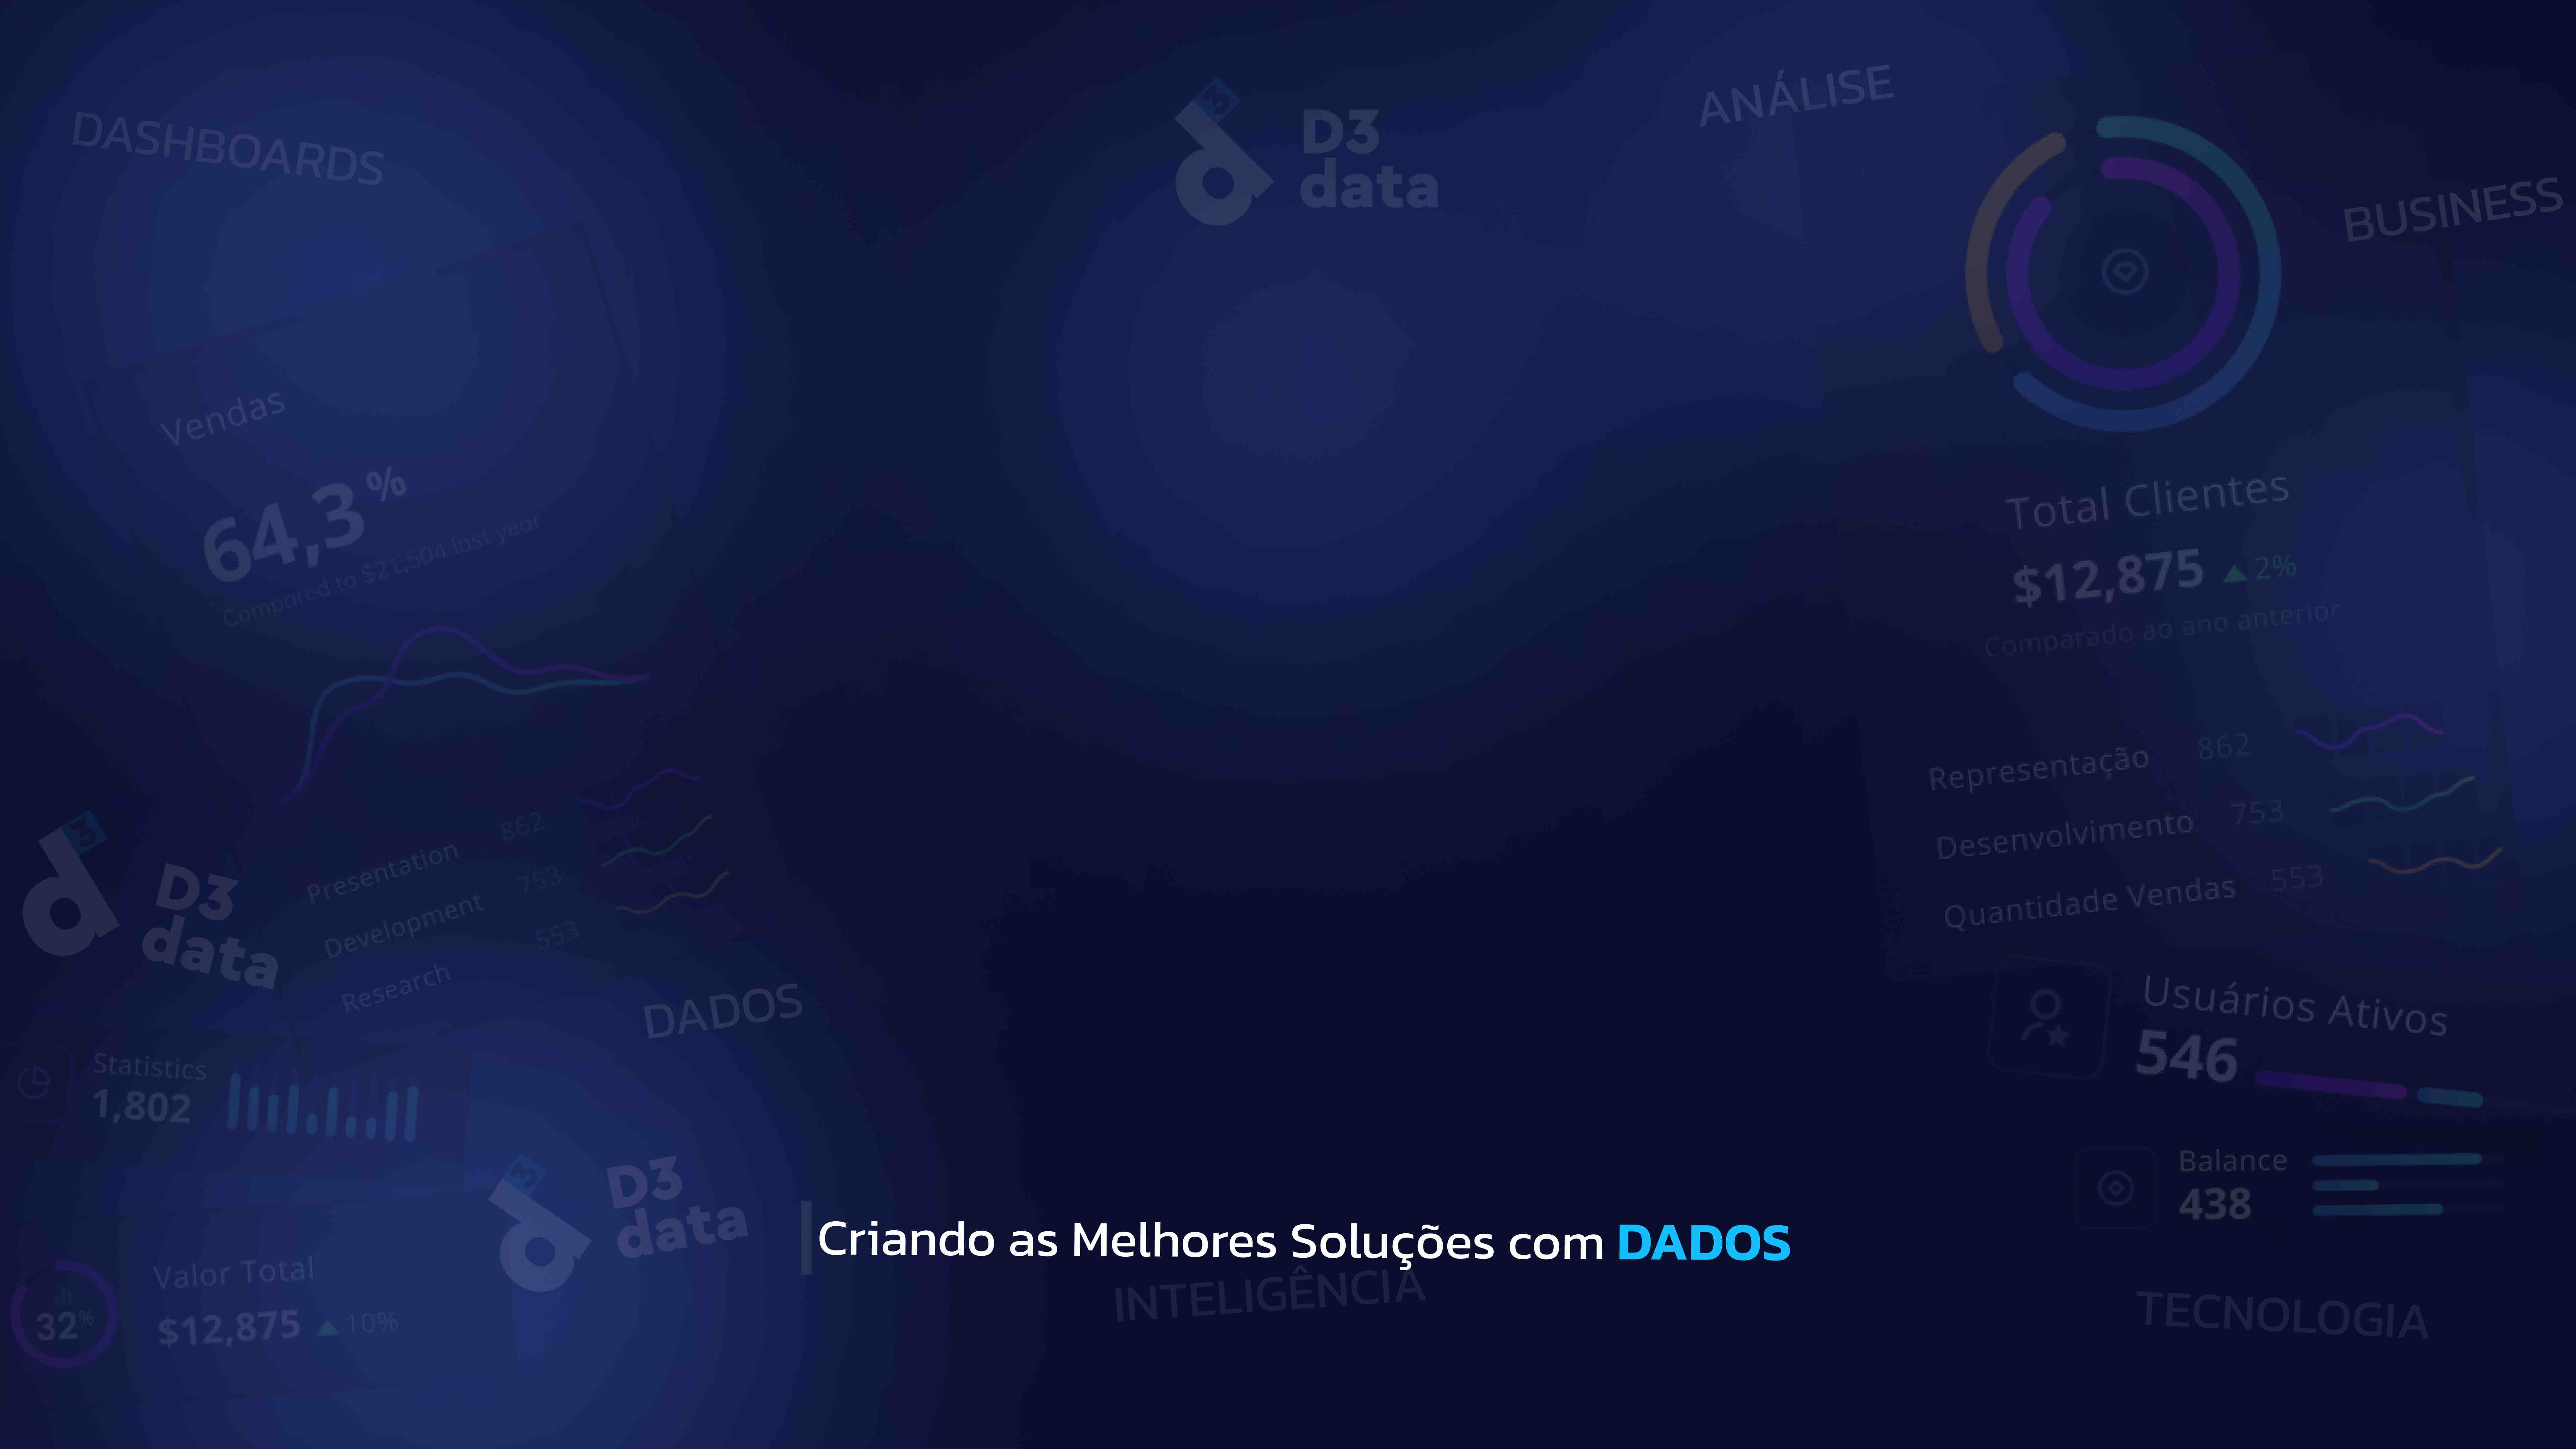 DASHBOARDS
D3
data
ANÁLISE
BUSINESS
Vendas
64,3%
Compared to $21,504 last year
Total Clientes
$12,875 2%
Comparado ao ano anterior
Representação 862
Desenvolvimento 753
Quantidade Vendas 553
D3
data
Presentation 862
Development 753
Research 553
DADOS
Usuários Ativos
546
Statistics
1,802
Balance
438
D3
data
Criando as Melhores Soluções com DADOS
INTELIGÊNCIA
TECNOLOGIA
32%
Valor Total
$12,875 10%